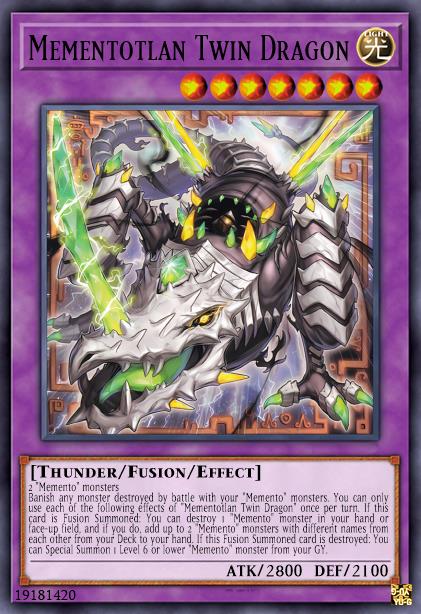 Mementotlan Twin Dragon
LIGHT
光
[Thunder/Fusion/Effect]
2 "Memento" monsters
Banish any monster destroyed by battle with your "Memento" monsters. You can only
use each of the following effects of "Mementotlan Twin Dragon" once per turn. If this
card is Fusion Summoned: You can destroy 1 "Memento" monster in your hand or
face-up field, and if you do, add up to 2 "Memento" monsters with different names from
each other from your Deck to your hand. If this Fusion Summoned card is destroyed: You
can Special Summon 1 Level 6 or lower "Memento" monster from your GY.
ATK/2800 DEF/2100
19181420